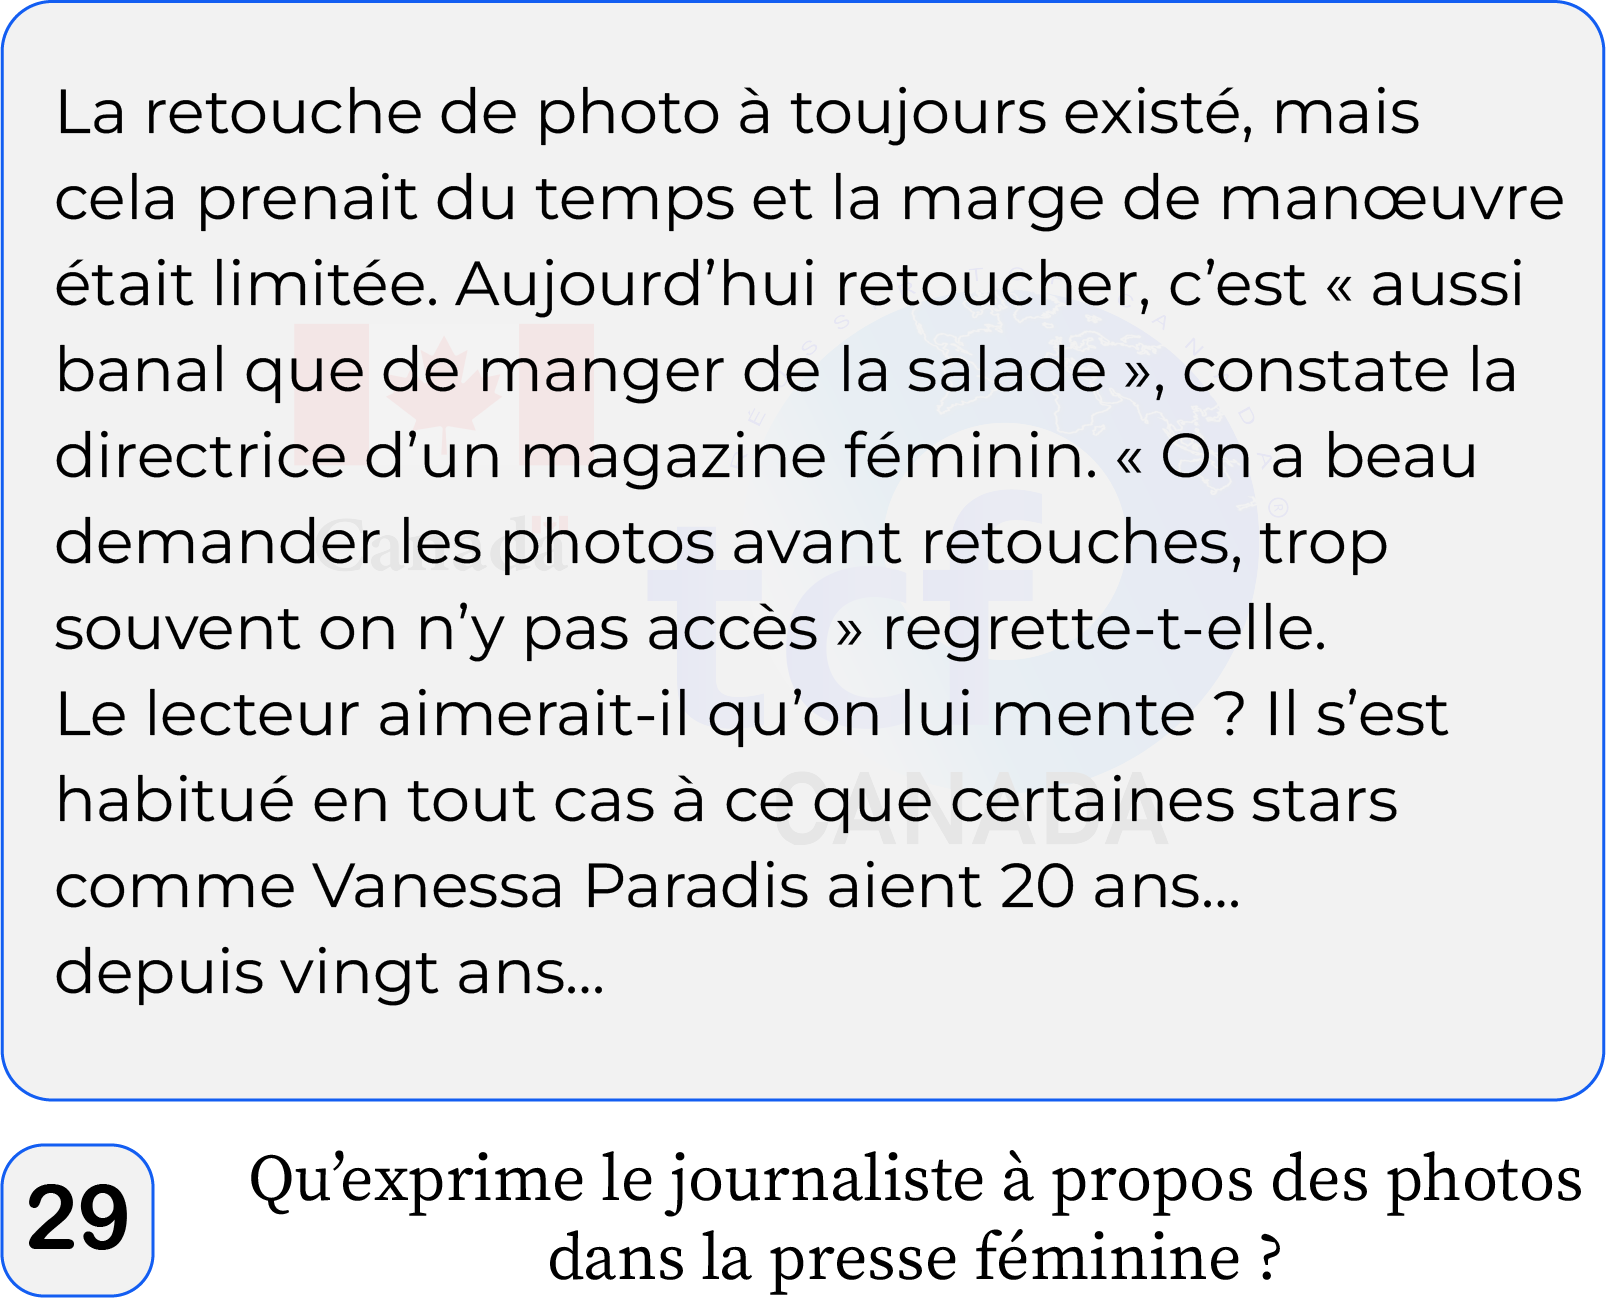 La retouche de photo à toujours existé, mais
cela prenait du temps et la marge de manœuvre
était limitée. Aujourd’hui retoucher, c’est « aussi
banal que de manger de la salade », constate la
directrice d’un magazine féminin. « On a beau
demander les photos avant retouches, trop
souvent on n’y pas accès » regrette-t-elle.
Le lecteur aimerait-il qu’on lui mente ? Il s’est
habitué en tout cas à ce que certaines stars
comme Vanessa Paradis aient 20 ans...
depuis vingt ans...
Canada
tcf
CANADA
29
Qu’exprime le journaliste à propos des photos
dans la presse féminine ?